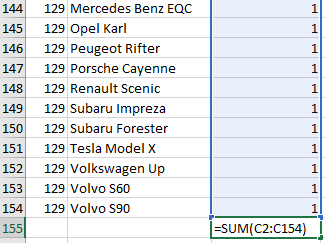 144 129 Mercedes Benz EQC 1
145 129 Opel Karl 1
146 129 Peugeot Rifter 1
147 129 Porsche Cayenne 1
148 129 Renault Scenic 1
149 129 Subaru Impreza 1
150 129 Subaru Forester 1
151 129 Tesla Model X 1
152 129 Volkswagen Up 1
153 129 Volvo S60 1
154 129 Volvo S90 1
155 =SUM(C2:C154)